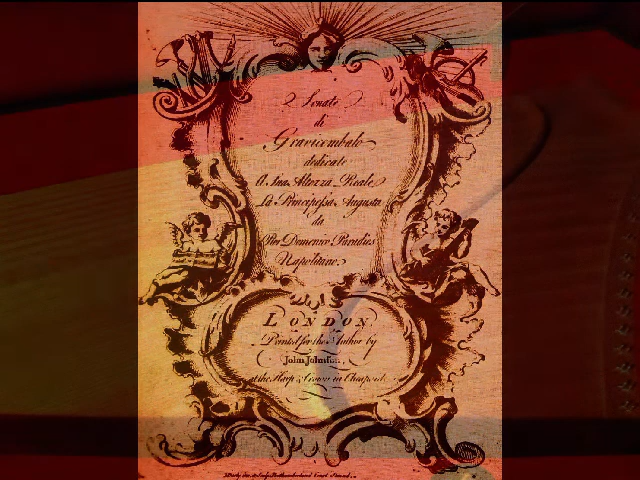 Sonate
di
Gravicembalo
dedicate
A Sua Altezza Reale
la Principessa Augusta
da
Pier Domenico Paradies
Napolitano.
LONDON
Printed for the Author by
John Johnson,
at the Harp & Crown in Cheapside